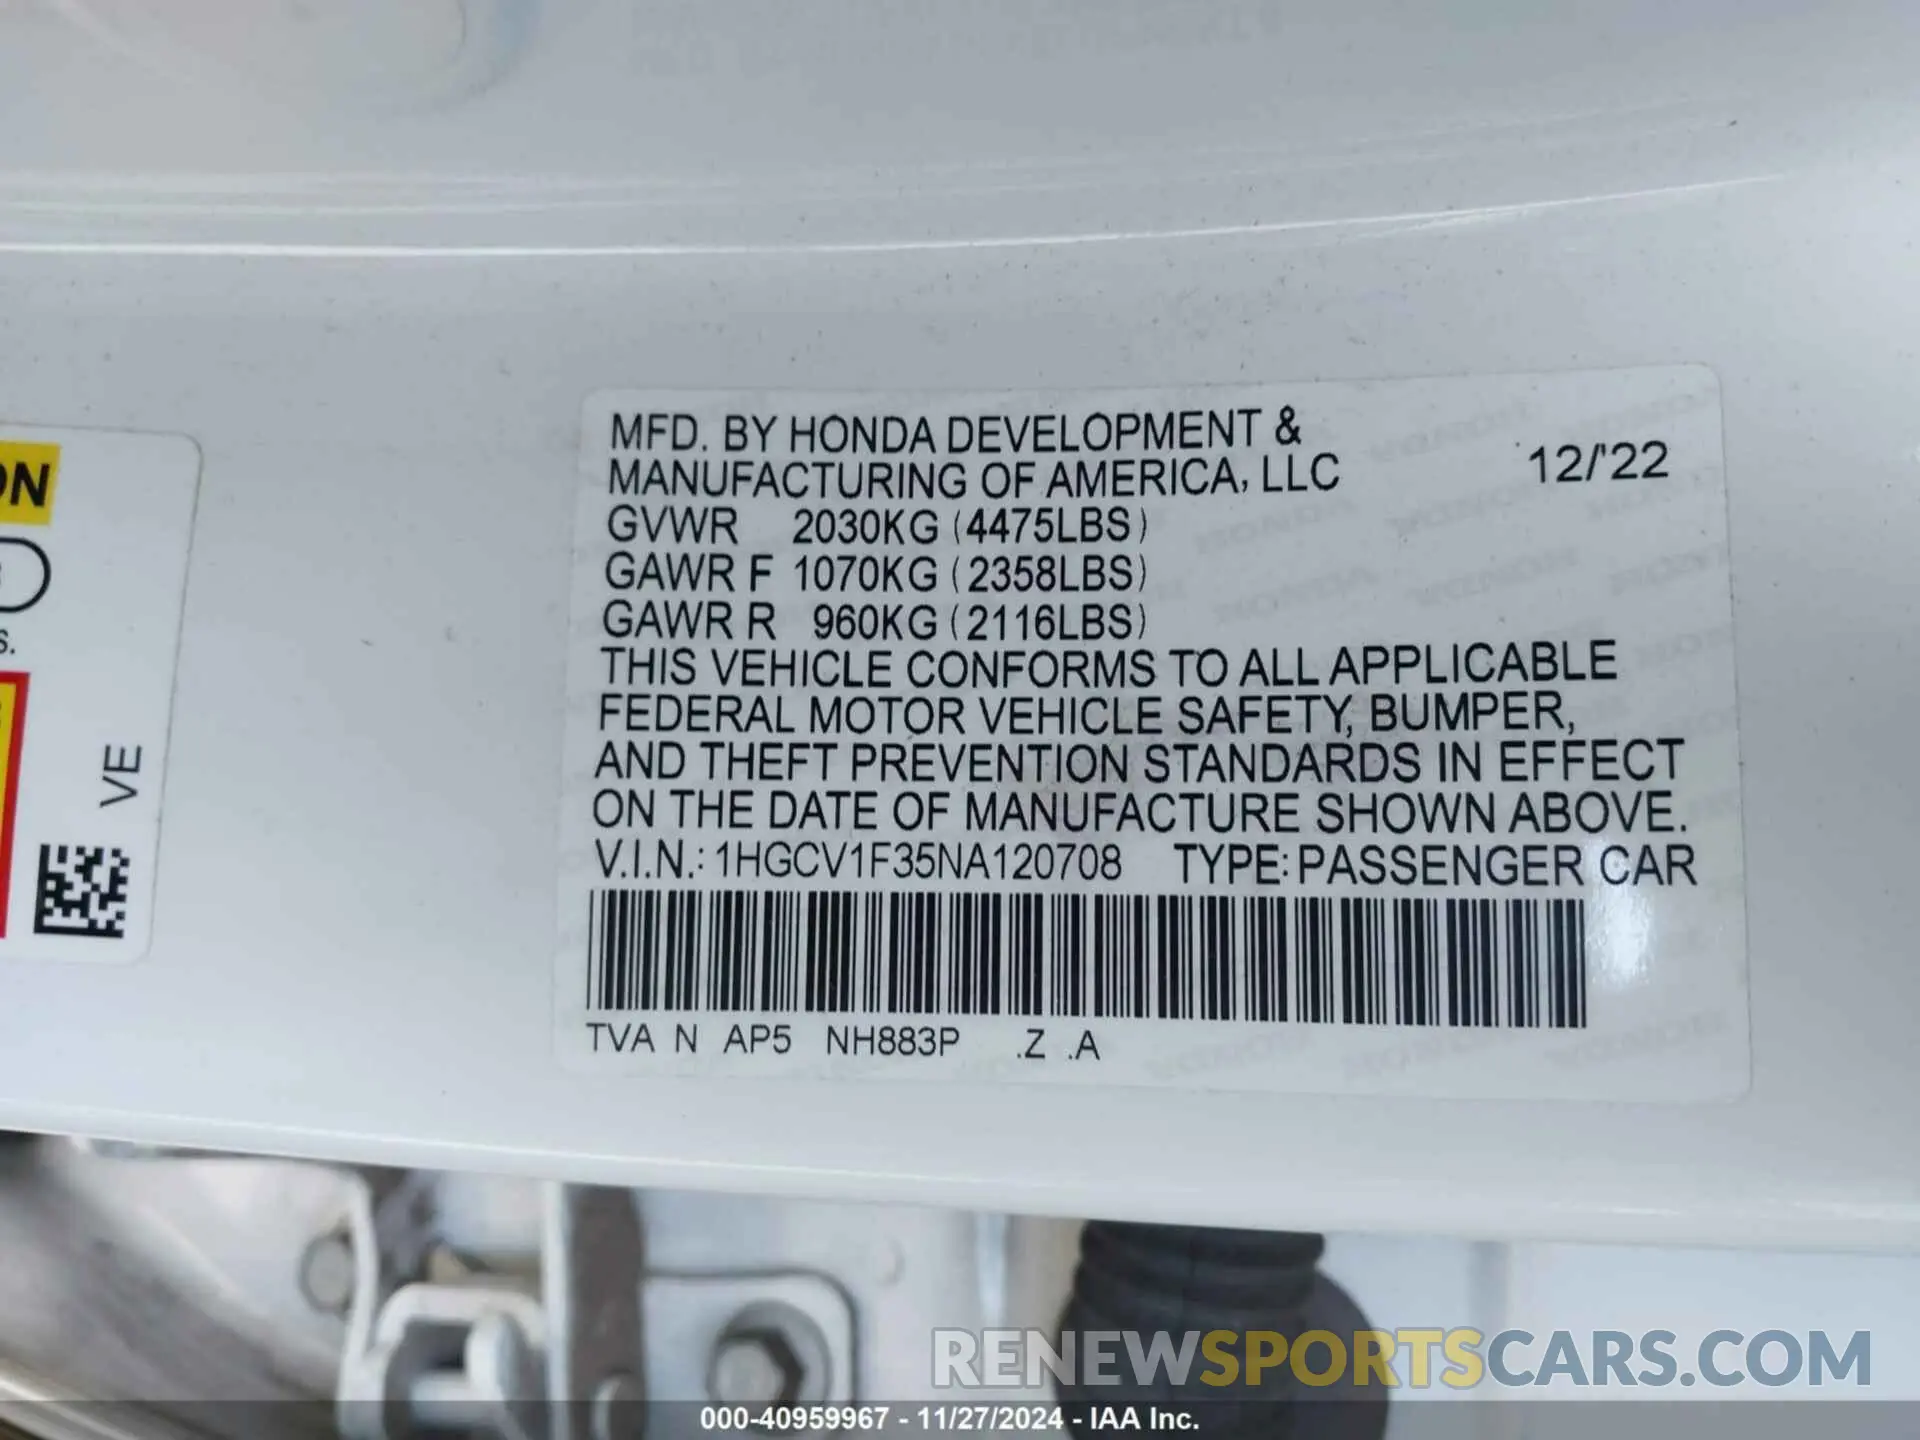 MFD. BY HONDA DEVELOPMENT &
MANUFACTURING OF AMERICA, LLC 12/'22
GVWR 2030KG (4475LBS)
GAWR F 1070KG (2358LBS)
GAWR R 960KG (2116LBS)
THIS VEHICLE CONFORMS TO ALL APPLICABLE
FEDERAL MOTOR VEHICLE SAFETY, BUMPER,
AND THEFT PREVENTION STANDARDS IN EFFECT
ON THE DATE OF MANUFACTURE SHOWN ABOVE.
V.I.N.: 1HGCV1F35NA120708 TYPE: PASSENGER CAR
TVA N AP5 NH883P .Z .A
VE
RENEWSPORTSCARS.COM
000-40959967 - 11/27/2024 - IAA Inc.